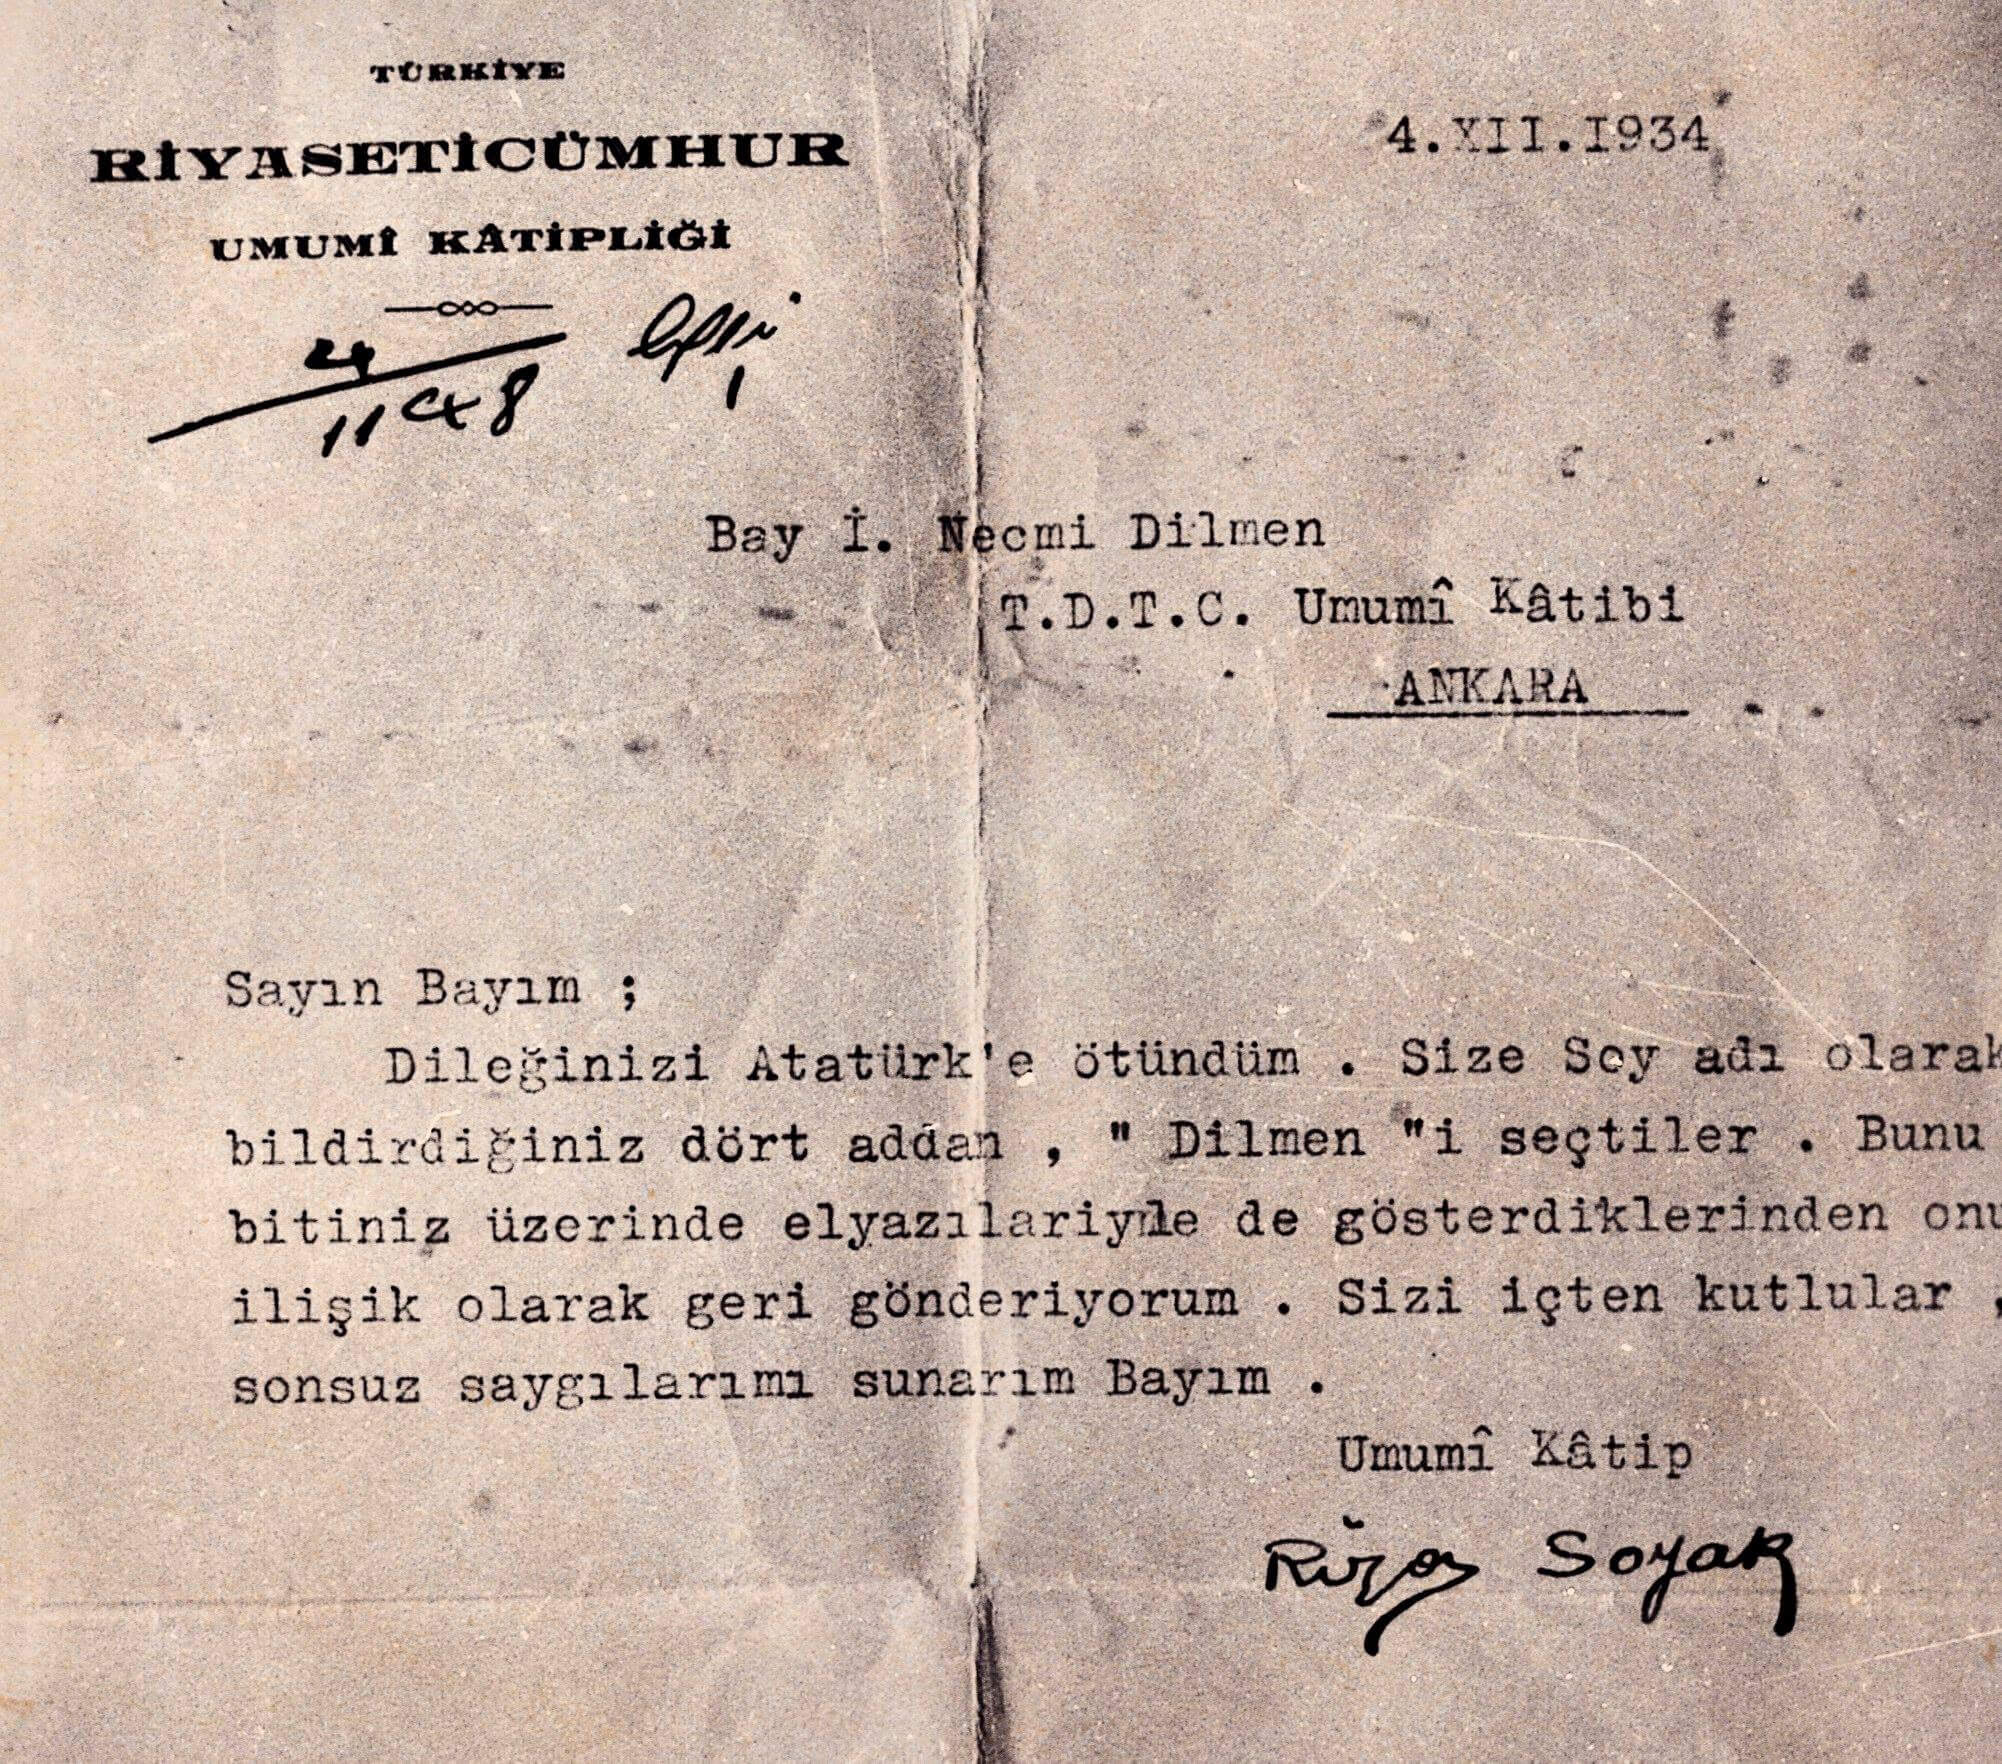 TÜRKİYE
RİYASETİCÜMHUR
UMUMÎ KÂTİPLİĞİ
4.XII.1934
4
1148
Bay İ. Necmi Dilmen
T.D.T.C. Umumî Kâtibi
ANKARA
Sayın Bayım ;
Dileğinizi Atatürk'e ötündüm . Size Soy adı olarak
bildirdiğiniz dört addan , " Dilmen "i seçtiler . Bunu
bitiniz üzerinde elyazılariyle de gösterdiklerinden onu
ilişik olarak geri gönderiyorum . Sizi içten kutlular ,
sonsuz saygılarımı sunarım Bayım .
Umumî Kâtip
Soyak